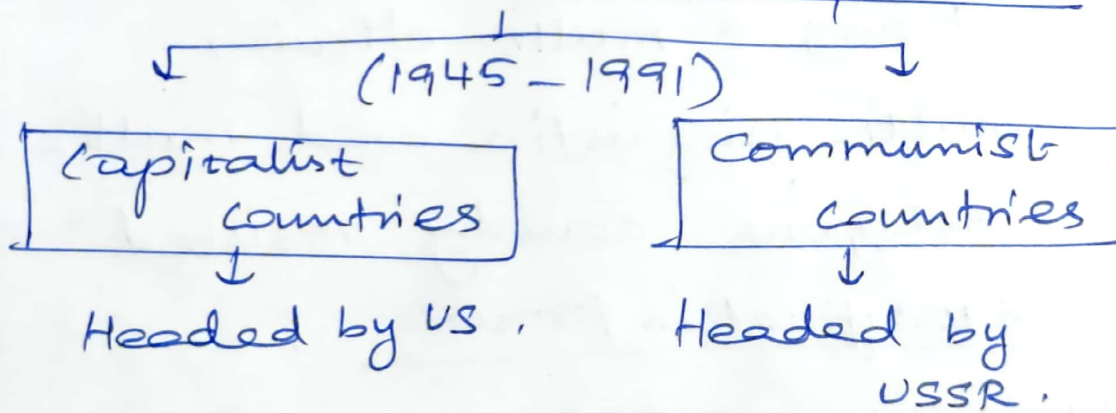 (1945 - 1991)
Capitalist
countries
Communist
countries
Headed by US.
Headed by
USSR.